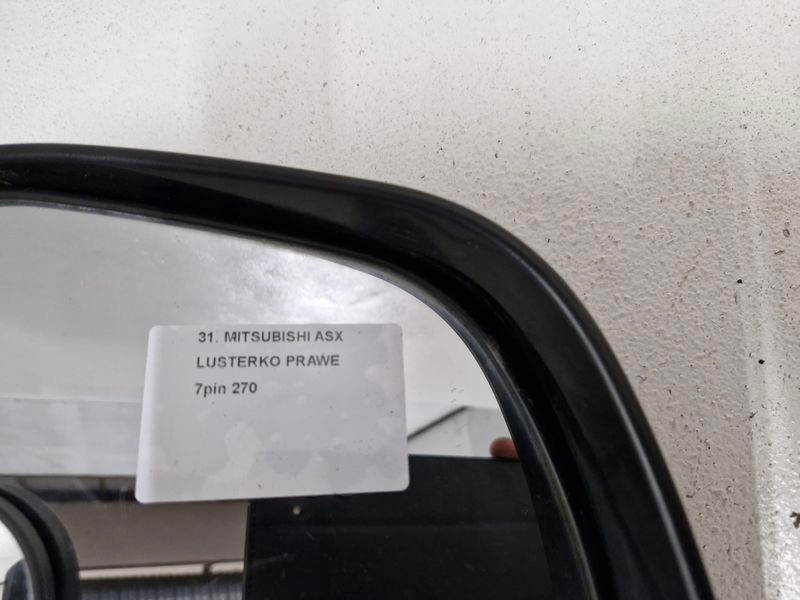 31. MITSUBISHI ASX
LUSTERKO PRAWE
7pin 270